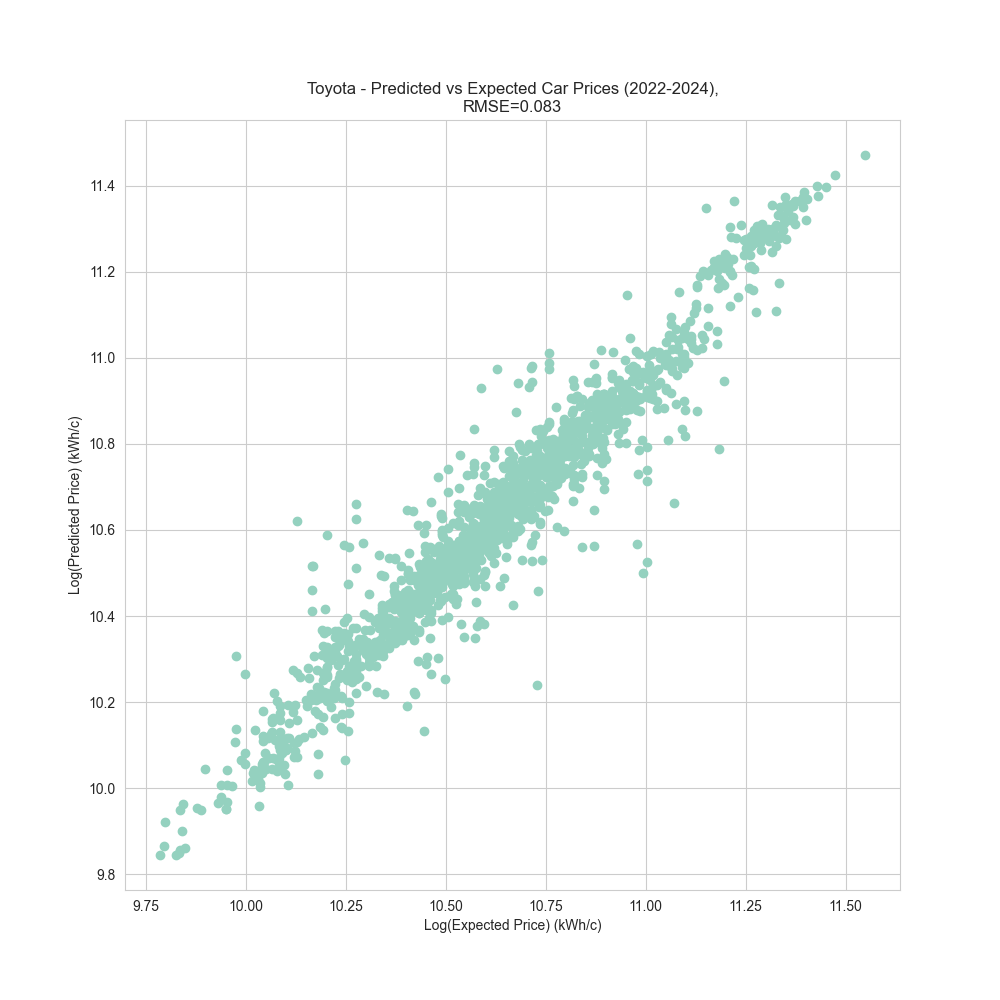 Toyota - Predicted vs Expected Car Prices (2022-2024),
RMSE=0.083
Log(Predicted Price) (kWh/c)
11.4
11.2
11.0
10.8
10.6
10.4
10.2
10.0
9.8
9.75 10.00 10.25 10.50 10.75 11.00 11.25 11.50
Log(Expected Price) (kWh/c)